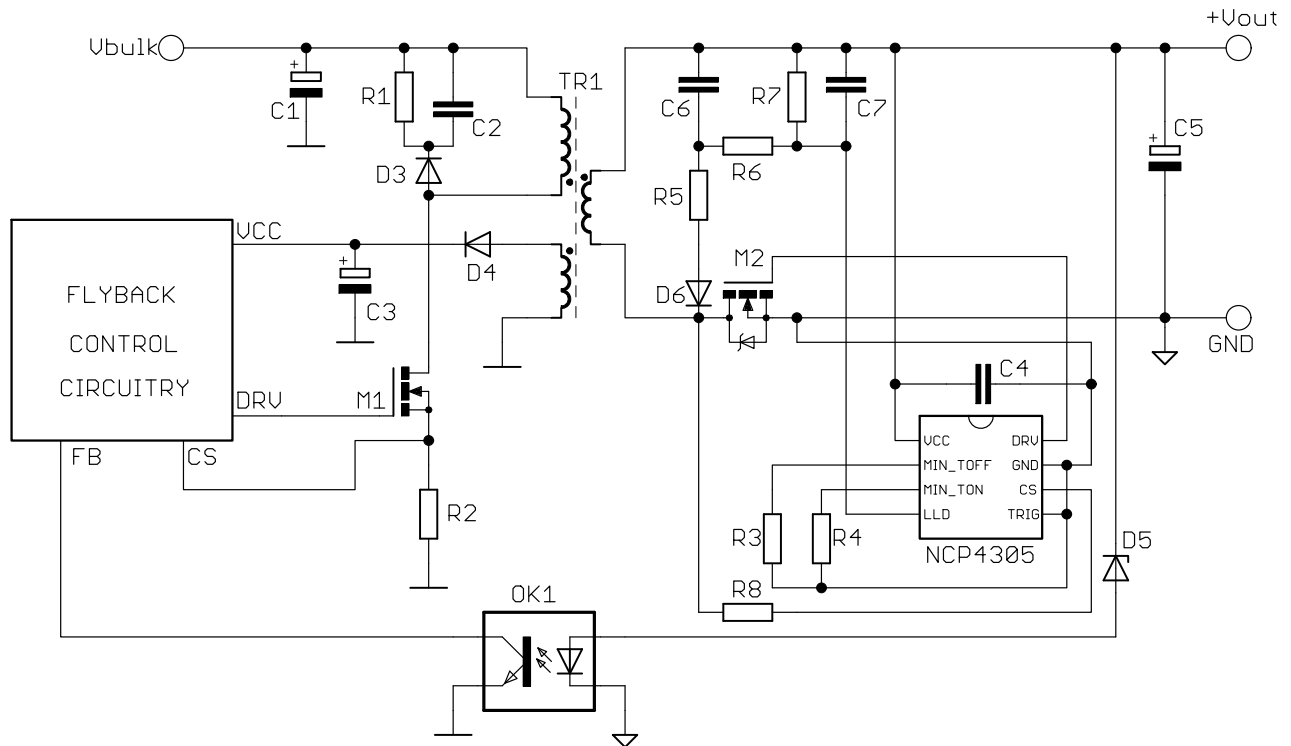 +Vout
Vbulk
TR1
C1
R1
C2
C6
R7
C7
C5
D3
R6
R5
VCC
M2
D4
D6
FLYBACK
CONTROL
CIRCUITRY
C3
GND
C4
DRV
M1
FB
CS
VCC
DRV
MIN_TOFF
GND
MIN_TON
CS
LLD
TRIG
R2
R3
R4
NCP4305
D5
R8
OK1
+
+
+